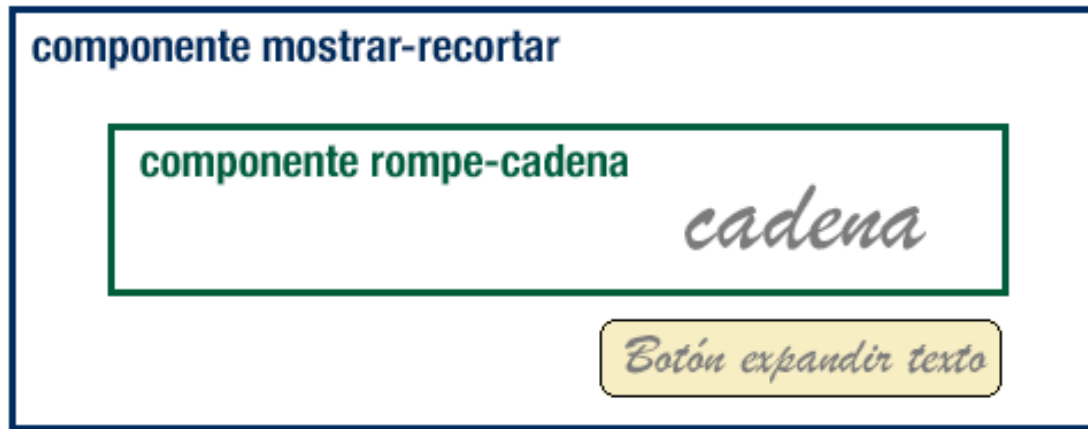 componente mostrar-recortar
componente rompe-cadena
cadena
Botón expandir texto